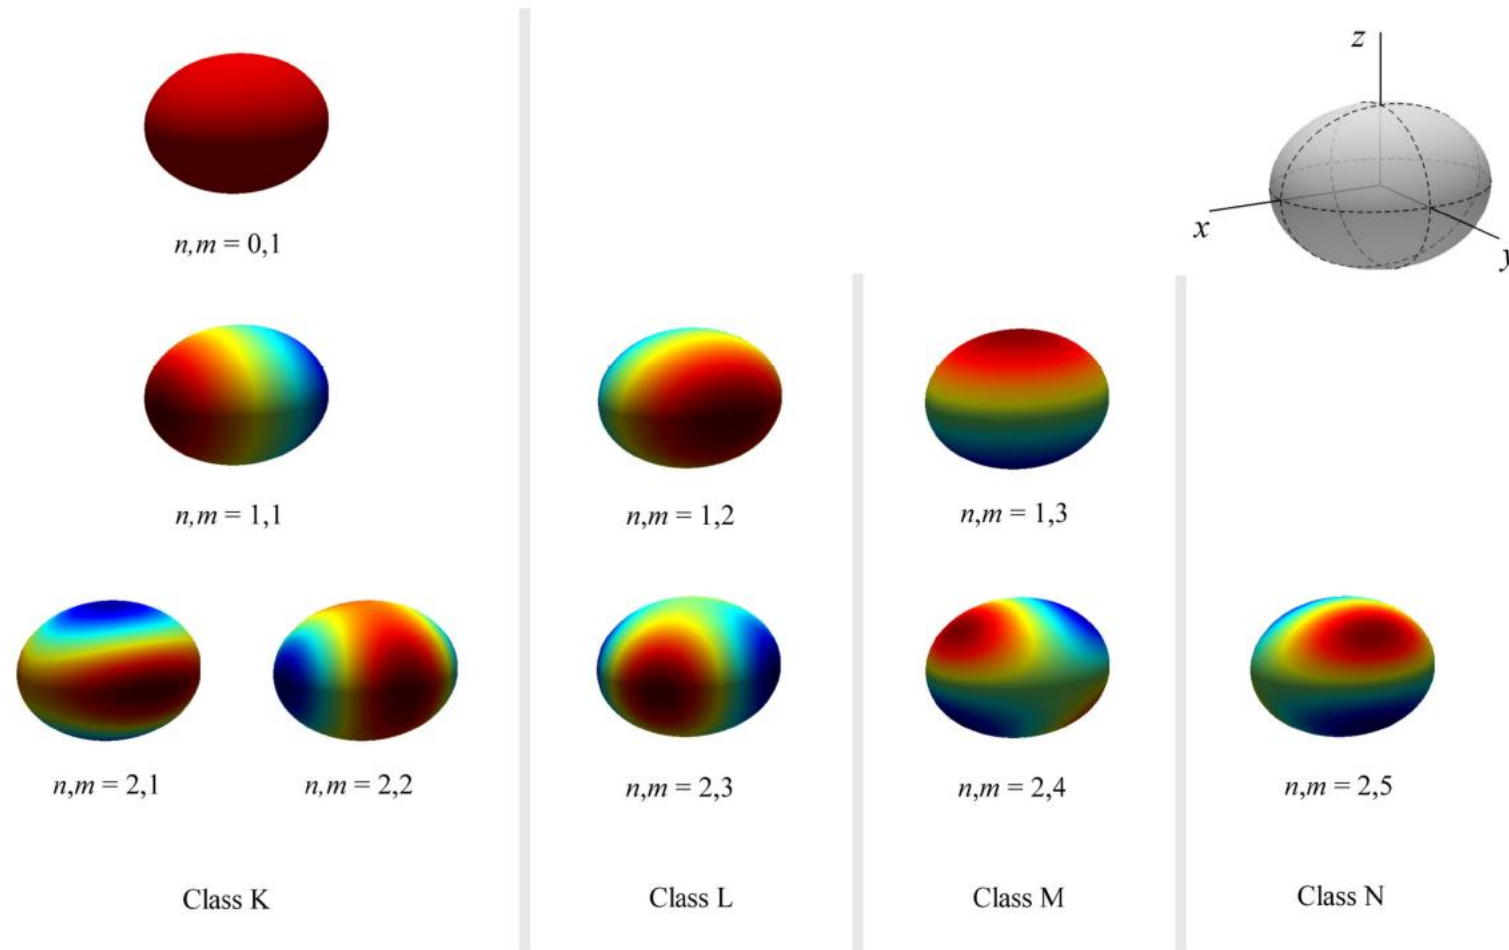 z
x
y
n,m = 0,1
n,m = 1,1
n,m = 1,2
n,m = 1,3
n,m = 2,1
n,m = 2,2
n,m = 2,3
n,m = 2,4
n,m = 2,5
Class K
Class L
Class M
Class N